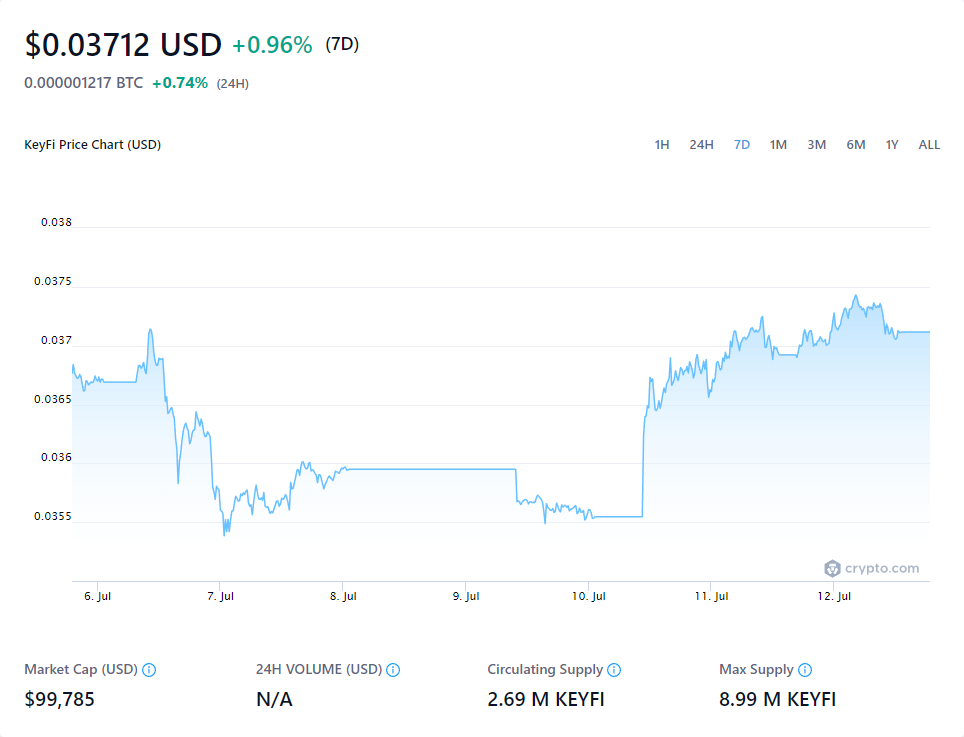 $0.03712 USD +0.96% (7D)
0.000001217 BTC +0.74% (24H)
KeyFi Price Chart (USD) 1H 24H 7D 1M 3M 6M 1Y ALL
0.038
0.0375
0.037
0.0365
0.036
0.0355
crypto.com
6. Jul 7. Jul 8. Jul 9. Jul 10. Jul 11. Jul 12. Jul
Market Cap (USD) 24H VOLUME (USD) Circulating Supply Max Supply
$99,785 N/A 2.69 M KEYFI 8.99 M KEYFI